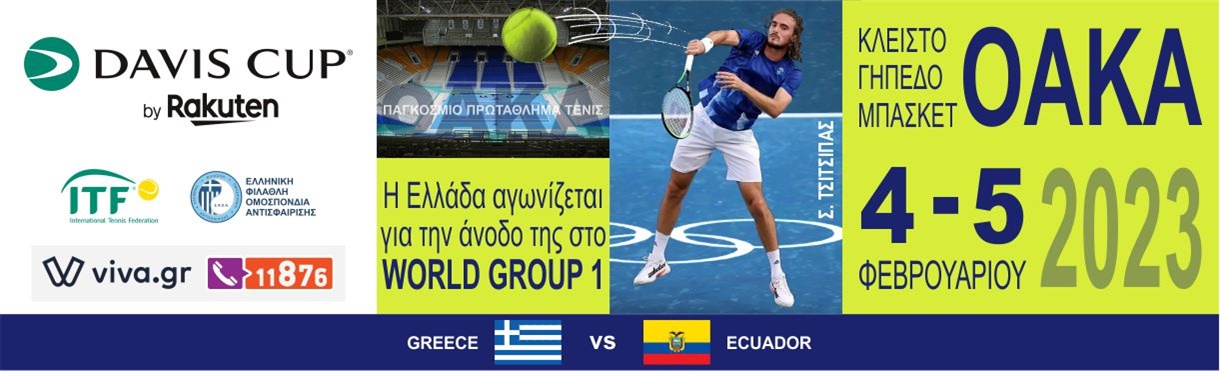 DAVIS CUP®
by Rakuten
ITF
International Tennis Federation
ΕΛΛΗΝΙΚΗ
ΦΙΛΑΘΛΗ
ΟΜΟΣΠΟΝΔΙΑ
ΑΝΤΙΣΦΑΙΡΙΣΗΣ
viva.gr
11876
ΠΑΓΚΟΣΜΙΟ ΠΡΩΤΑΘΛΗΜΑ ΤΕΝΙΣ
Η Ελλάδα αγωνίζεται
για την άνοδο της στο
WORLD GROUP 1
Σ. ΤΣΙΤΣΙΠΑΣ
ΚΛΕΙΣΤΟ
ΓΗΠΕΔΟ
ΜΠΑΣΚΕΤ
ΟΑΚΑ
4 - 5
ΦΕΒΡΟΥΑΡΙΟΥ
2023
GREECE vs ECUADOR